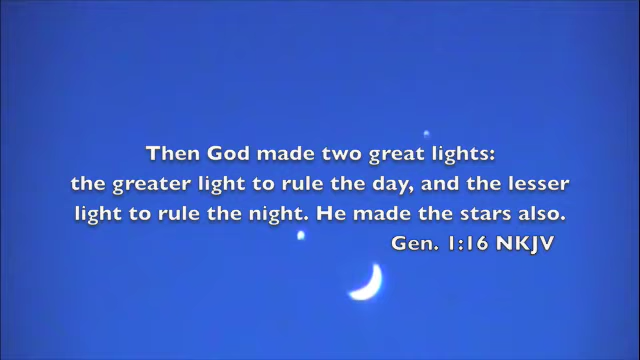 Then God made two great lights:
the greater light to rule the day, and the lesser
light to rule the night. He made the stars also.
Gen. 1:16 NKJV